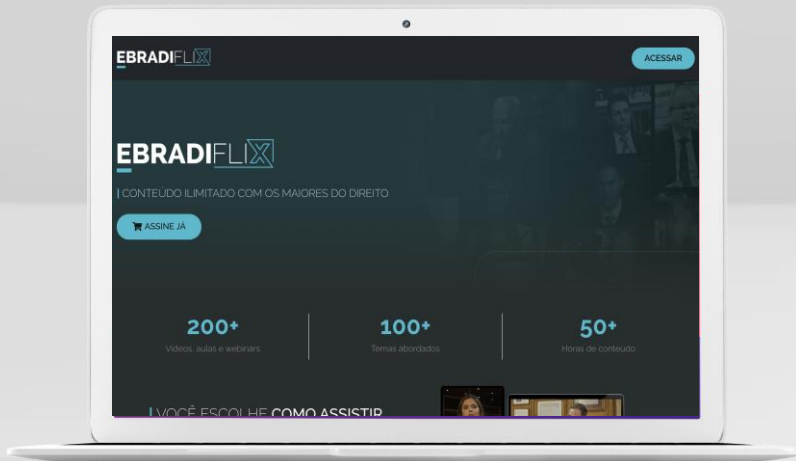 EBRADIFLIX
ACESSAR
EBRADIFLIX
CONTEÚDO ILIMITADO COM OS MAIORES DO DIREITO
ASSINE JÁ
200+
100+
50+
Vídeos, aulas e webinars
Temas abordados
Horas de conteúdo
VOCÊ ESCOLHE COMO ASSISTIR